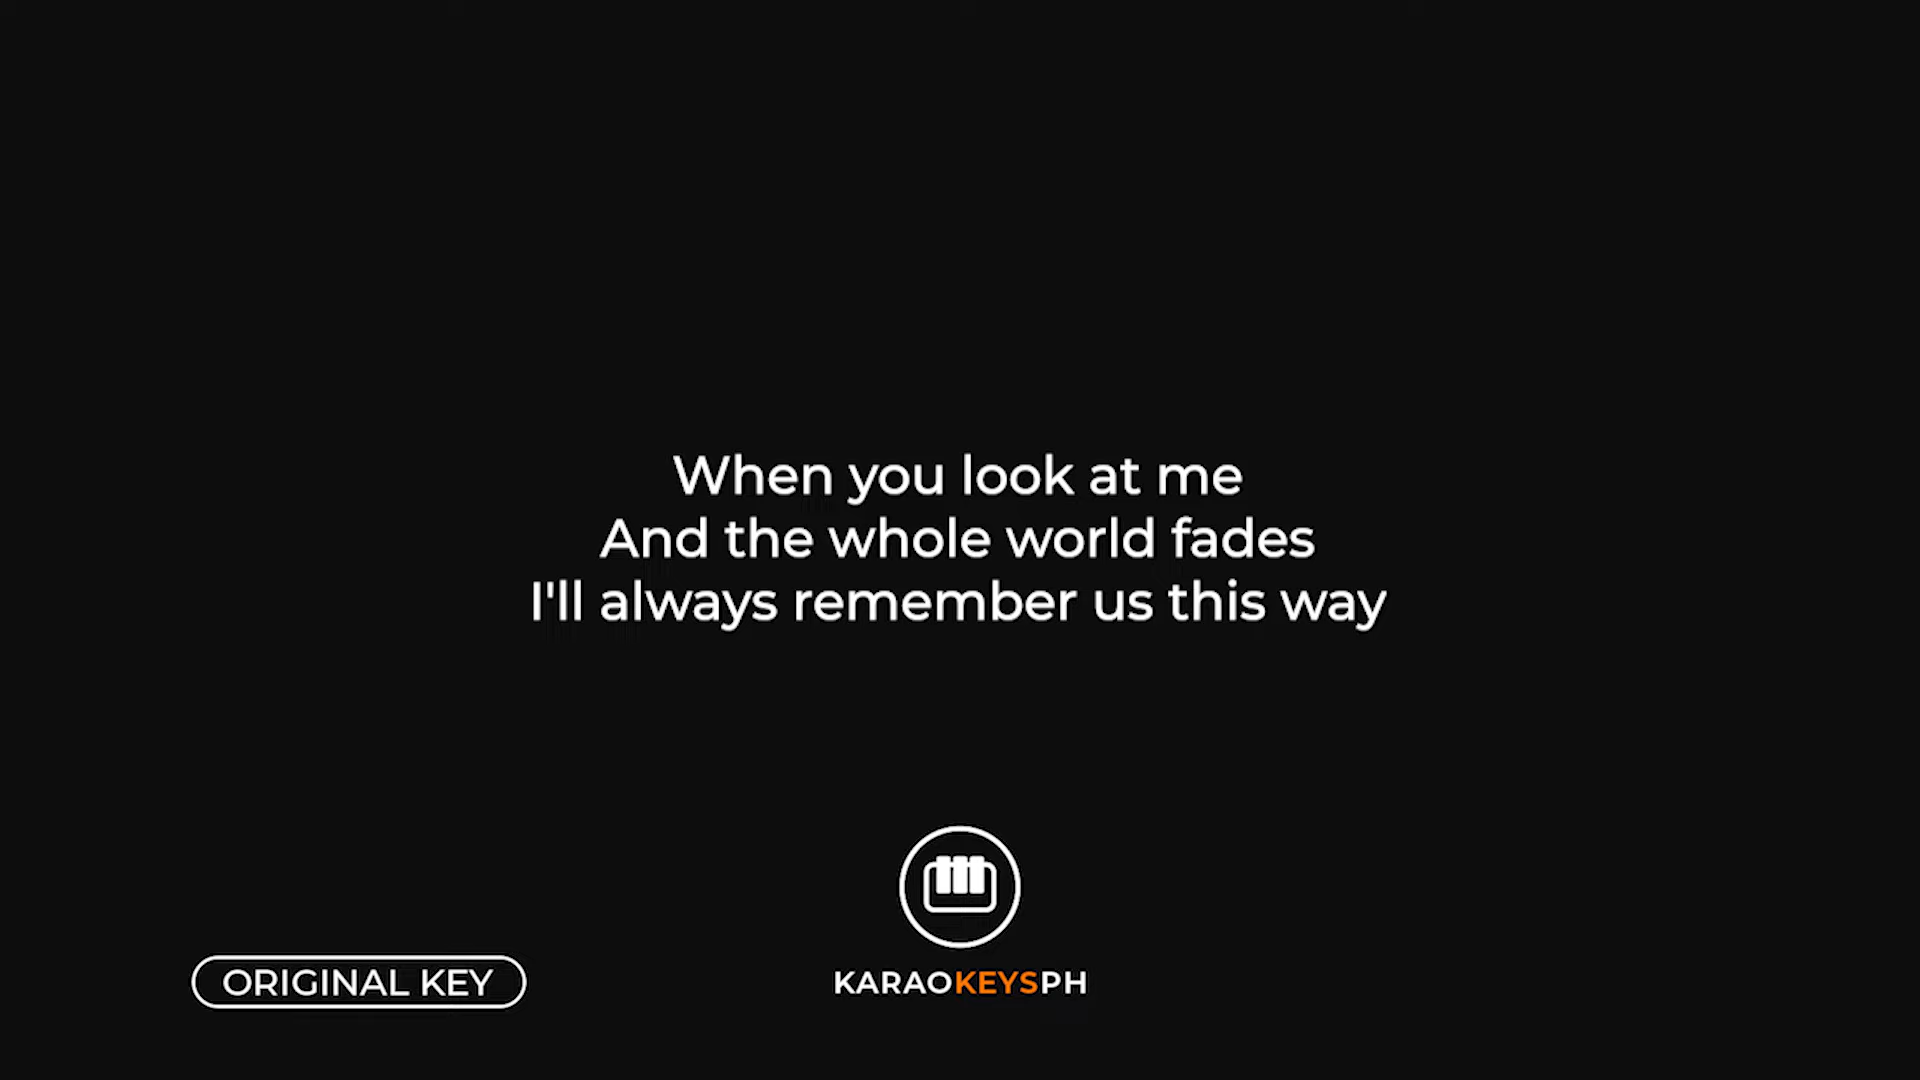 When you look at me
And the whole world fades
I'll always remember us this way
ORIGINAL KEY
KARAOKEYSPH